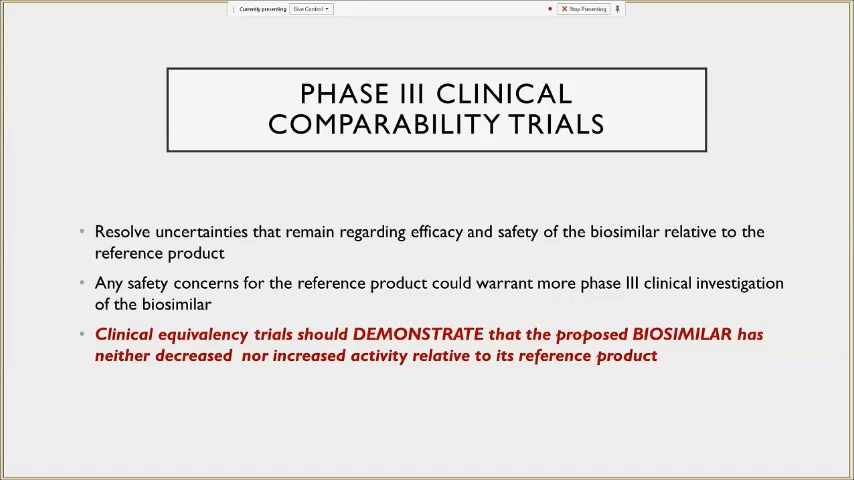 Currently presenting Give Control Stop Presenting
PHASE III CLINICAL
COMPARABILITY TRIALS
• Resolve uncertainties that remain regarding efficacy and safety of the biosimilar relative to the
reference product
• Any safety concerns for the reference product could warrant more phase III clinical investigation
of the biosimilar
• Clinical equivalency trials should DEMONSTRATE that the proposed BIOSIMILAR has
neither decreased nor increased activity relative to its reference product